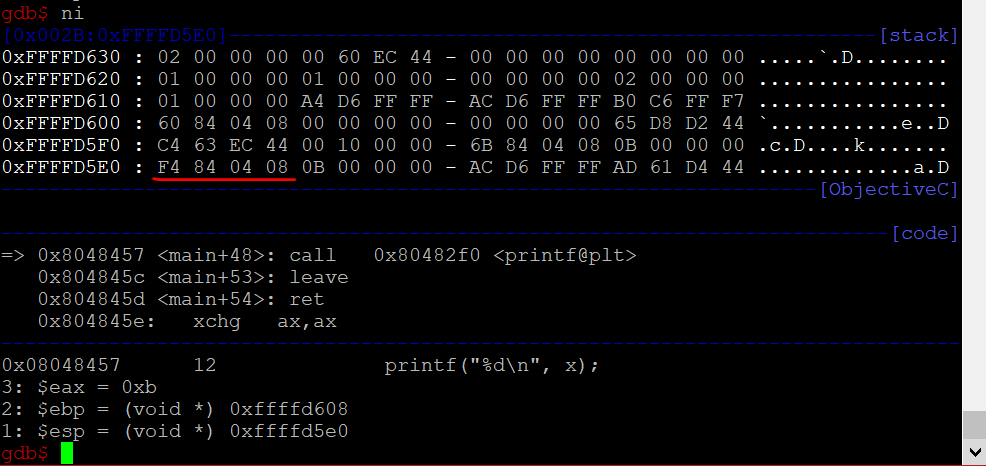 gdb$ ni
[0x002B:0xFFFFD5E0]------------------------------------------------------[stack]
0xFFFFD630 : 02 00 00 00 00 60 EC 44 - 00 00 00 00 00 00 00 00 .....`.D........
0xFFFFD620 : 01 00 00 00 01 00 00 00 - 00 00 00 00 02 00 00 00 ................
0xFFFFD610 : 01 00 00 00 A4 D6 FF FF - AC D6 FF FF B0 C6 FF F7 ................
0xFFFFD600 : 60 84 04 08 00 00 00 00 - 00 00 00 00 65 D8 D2 44 `...........e..D
0xFFFFD5F0 : C4 63 EC 44 00 10 00 00 - 6B 84 04 08 0B 00 00 00 .c.D....k.......
0xFFFFD5E0 : F4 84 04 08 0B 00 00 00 - AC D6 FF FF AD 61 D4 44 .............a.D
[ObjectiveC]
[code]
=> 0x8048457 <main+48>: call   0x80482f0 <printf@plt>
0x804845c <main+53>: leave
0x804845d <main+54>: ret
0x804845e:   xchg   ax,ax
0x08048457      12              printf("%d\n", x);
3: $eax = 0xb
2: $ebp = (void *) 0xffffd608
1: $esp = (void *) 0xffffd5e0
gdb$